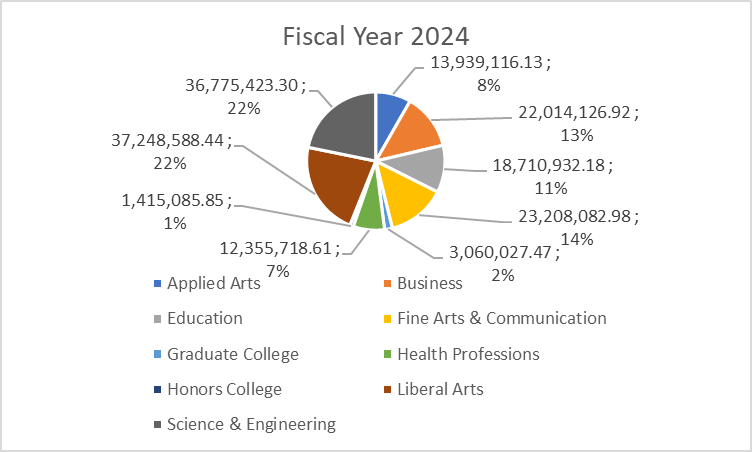 Fiscal Year 2024
13,939,116.13 ;
8%
22,014,126.92 ;
13%
18,710,932.18 ;
11%
23,208,082.98 ;
14%
3,060,027.47 ;
2%
12,355,718.61 ;
7%
1,415,085.85 ;
1%
37,248,588.44 ;
22%
36,775,423.30 ;
22%
Applied Arts
Business
Education
Fine Arts & Communication
Graduate College
Health Professions
Honors College
Liberal Arts
Science & Engineering